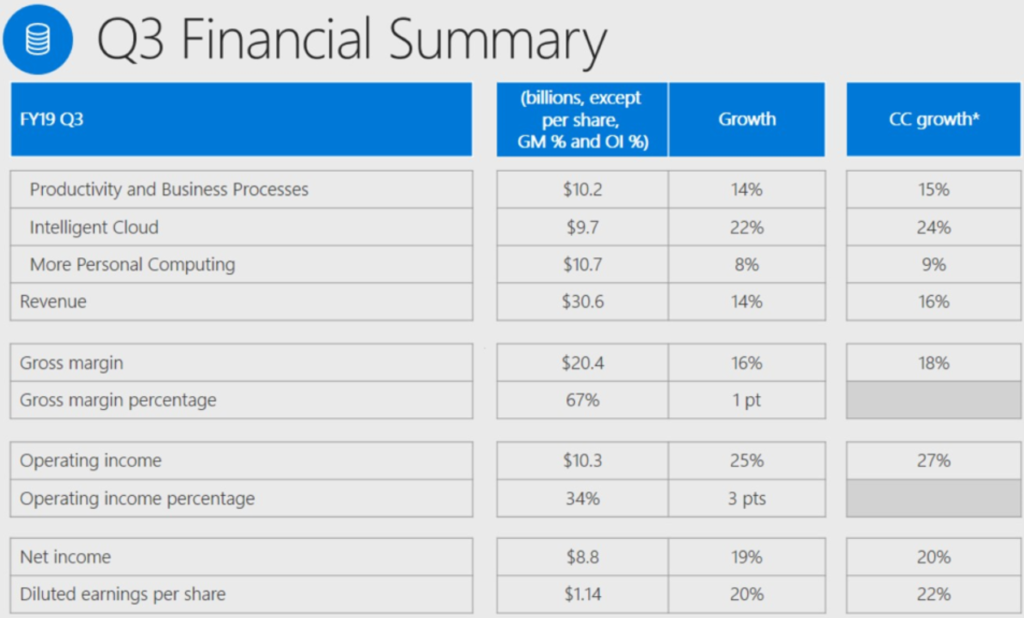 Q3 Financial Summary
FY19 Q3 (billions, except per share, GM % and OI %) Growth CC growth*
Productivity and Business Processes $10.2 14% 15%
Intelligent Cloud $9.7 22% 24%
More Personal Computing $10.7 8% 9%
Revenue $30.6 14% 16%
Gross margin $20.4 16% 18%
Gross margin percentage 67% 1 pt
Operating income $10.3 25% 27%
Operating income percentage 34% 3 pts
Net income $8.8 19% 20%
Diluted earnings per share $1.14 20% 22%